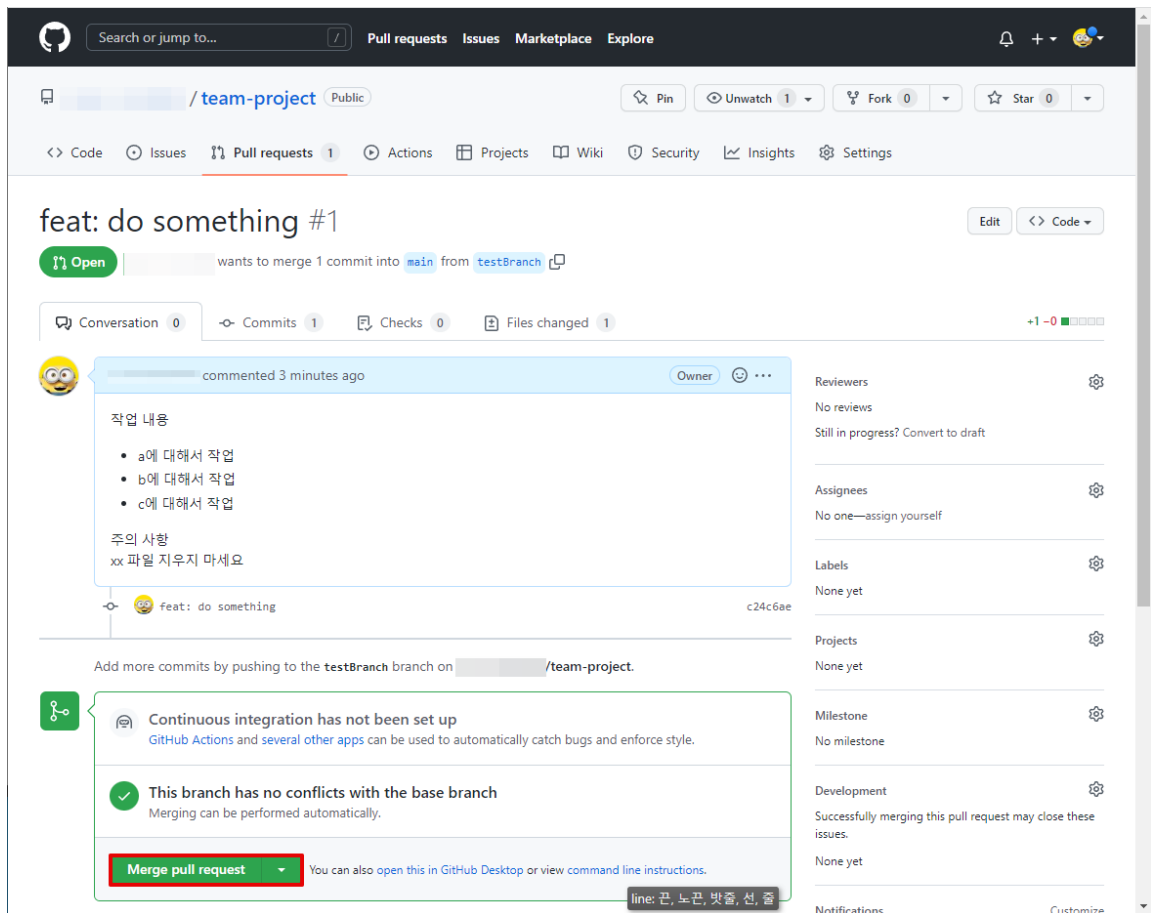 Search or jump to... /
Pull requests Issues Marketplace Explore
/ team-project Public
Pin Unwatch 1 Fork 0 Star 0
Code Issues Pull requests 1 Actions Projects Wiki Security Insights Settings
feat: do something #1
Edit Code
Open wants to merge 1 commit into main from testBranch
Conversation 0 Commits 1 Checks 0 Files changed 1 +1 −0
commented 3 minutes ago Owner
작업 내용
a에 대해서 작업
b에 대해서 작업
c에 대해서 작업
주의 사항
xx 파일 지우지 마세요
feat: do something c24c6ae
Add more commits by pushing to the testBranch branch on /team-project.
Continuous integration has not been set up
GitHub Actions and several other apps can be used to automatically catch bugs and enforce style.
This branch has no conflicts with the base branch
Merging can be performed automatically.
Merge pull request You can also open this in GitHub Desktop or view command line instructions.
line: 끈, 노끈, 밧줄, 선, 줄
Reviewers
No reviews
Still in progress? Convert to draft
Assignees
No one—assign yourself
Labels
None yet
Projects
None yet
Milestone
No milestone
Development
Successfully merging this pull request may close these
issues.
None yet
Notifications Customize